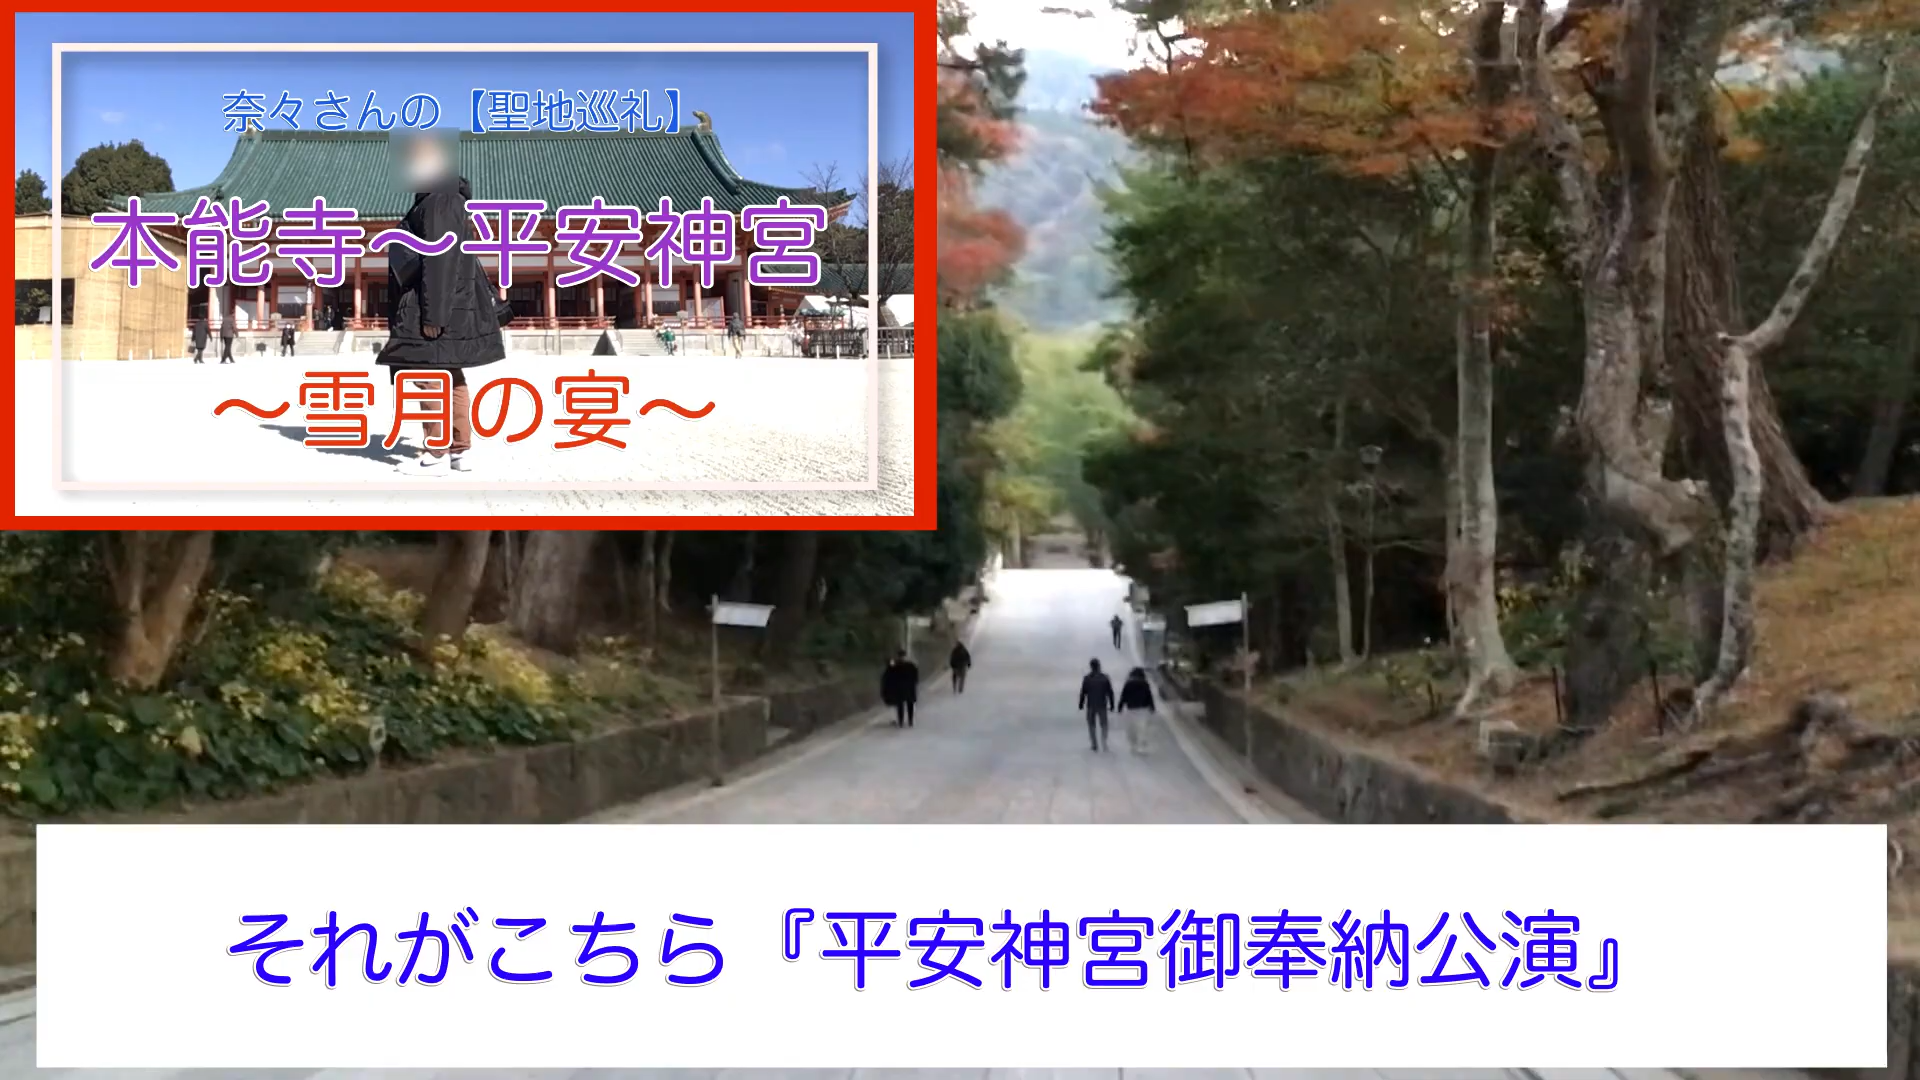 奈々さんの【聖地巡礼】
本能寺～平安神宮
～雪月の宴～
それがこちら『平安神宮御奉納公演』